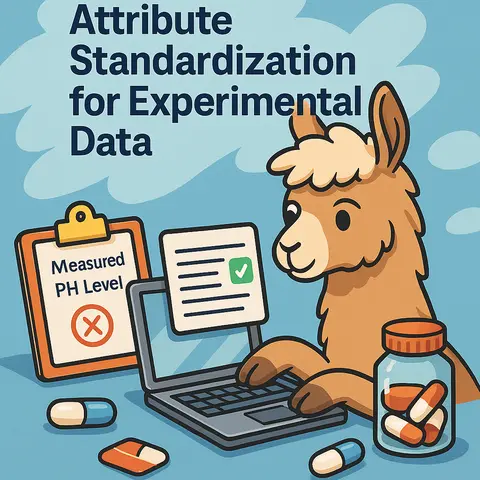 Attribute
Standardization
for Experimental
Data
Measured
PH Level